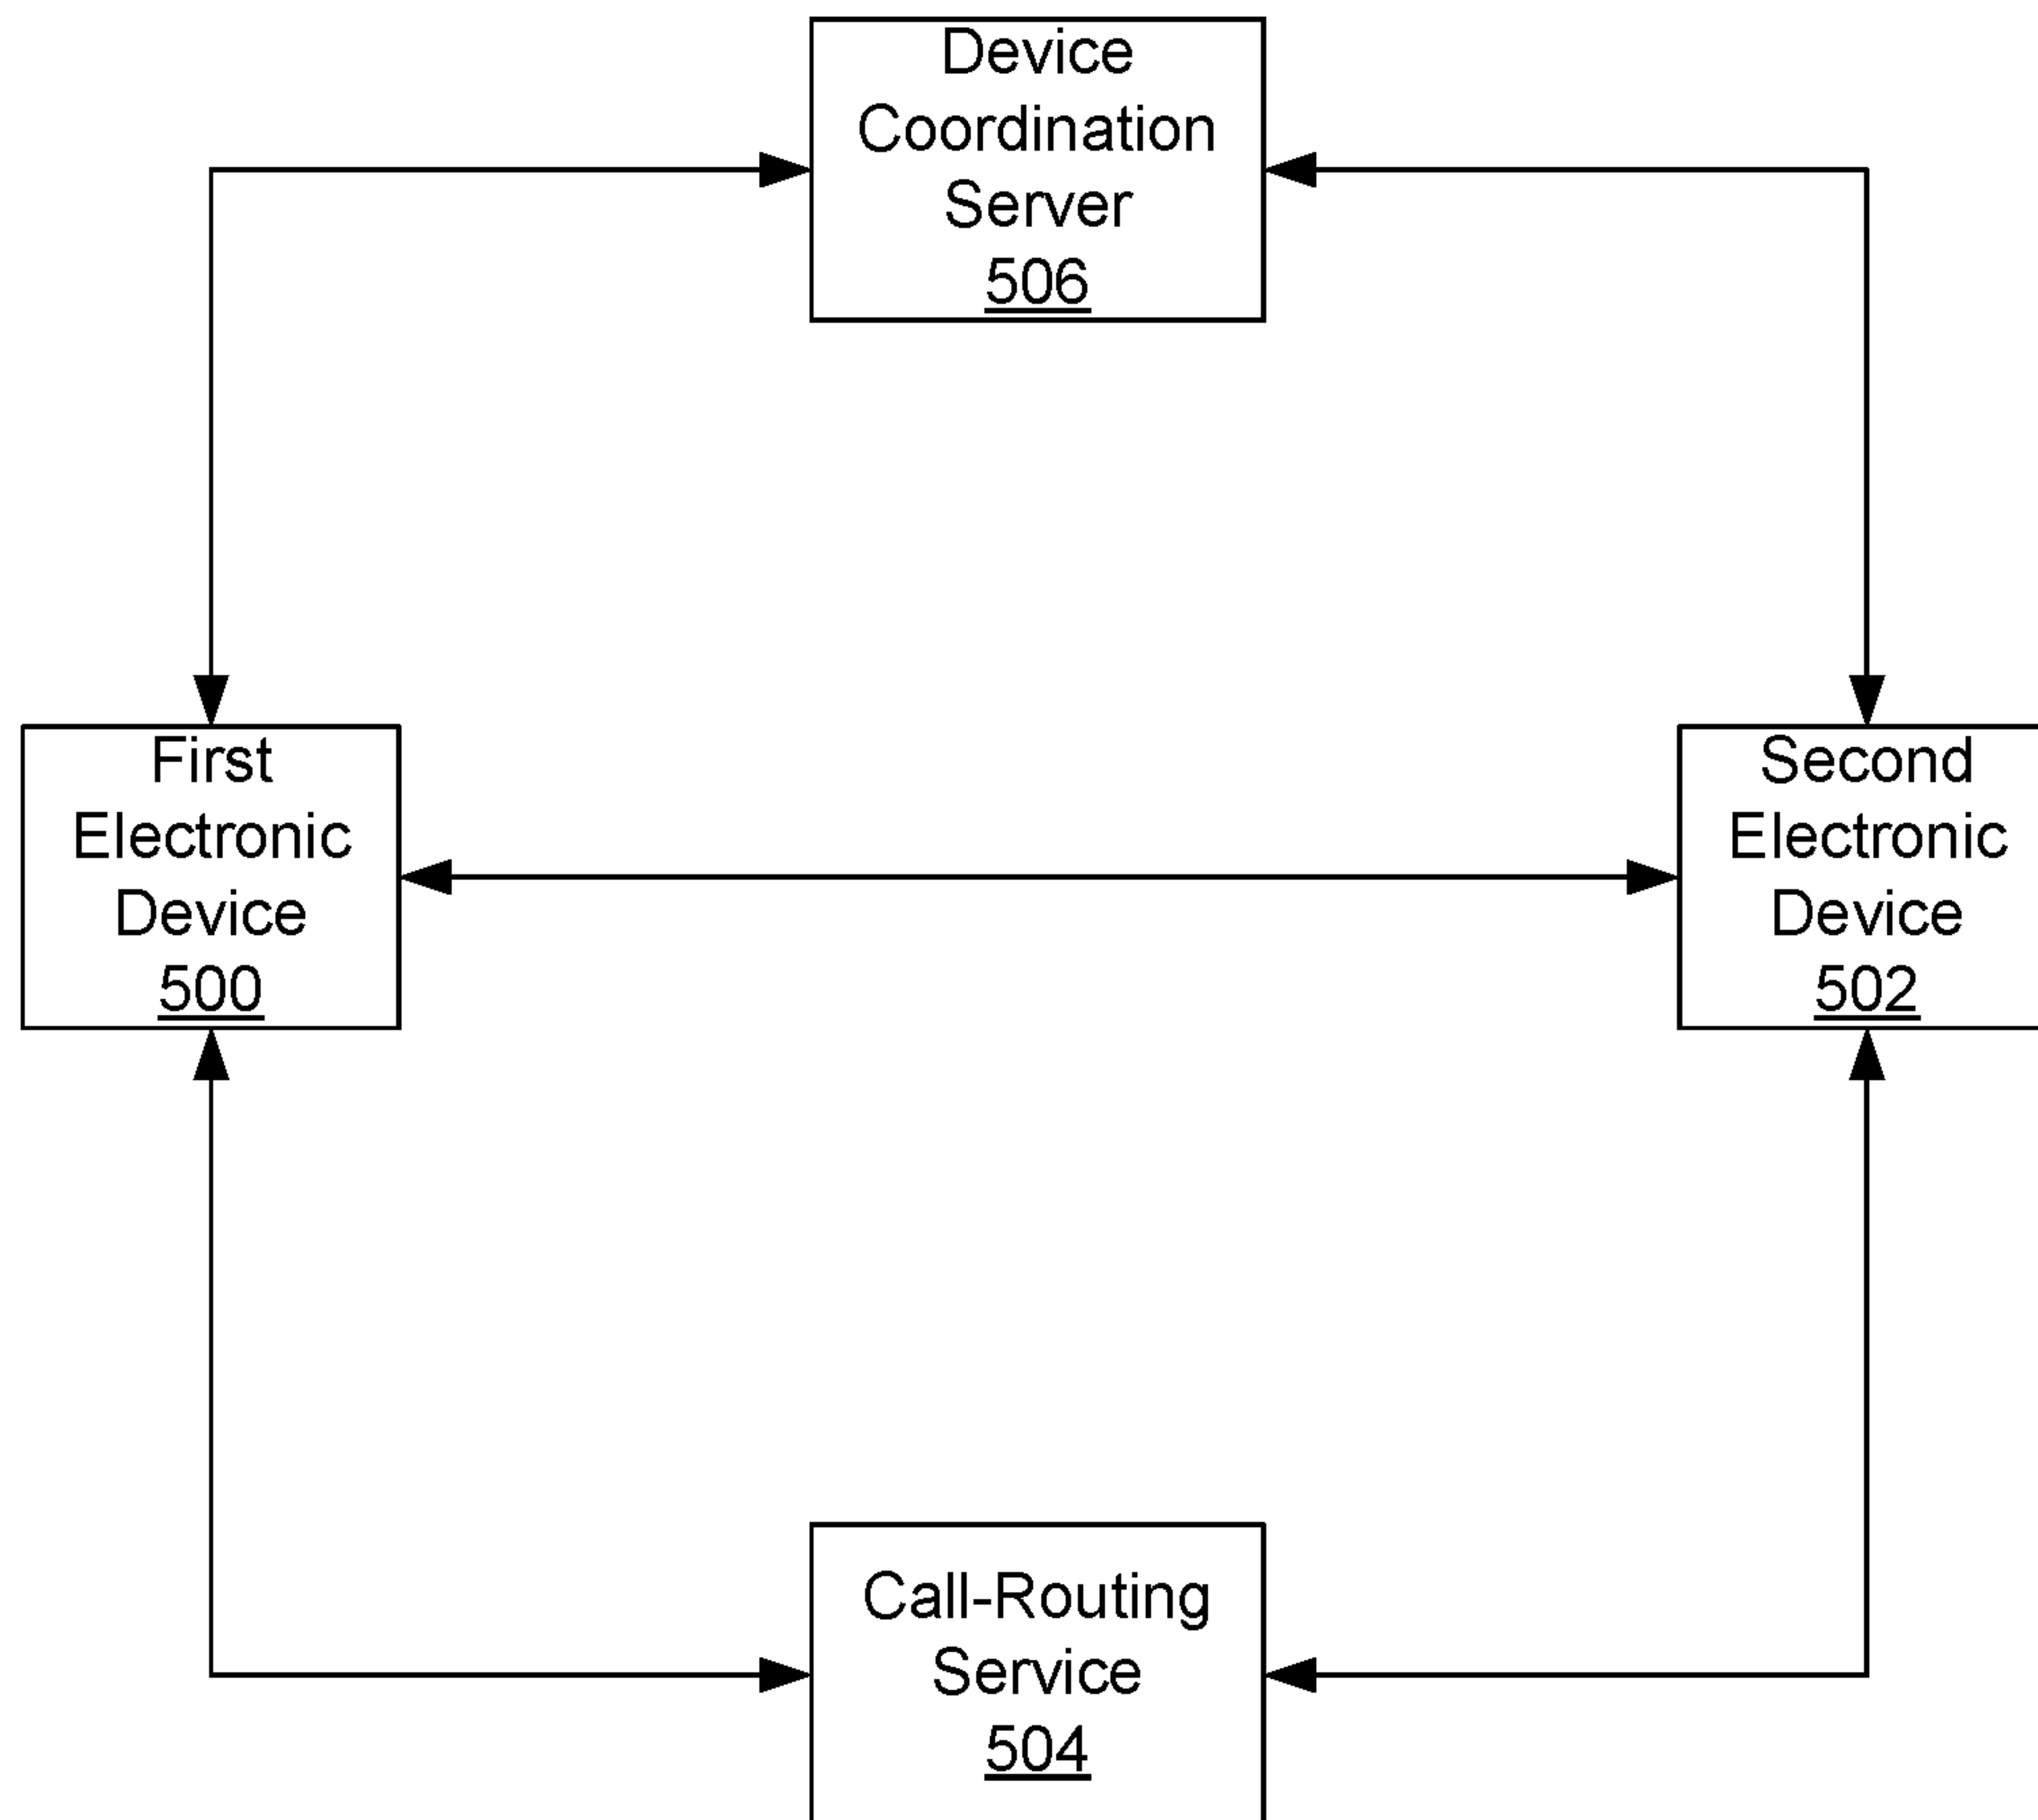 Device
Coordination
Server
506
First
Electronic
Device
500
Second
Electronic
Device
502
Call-Routing
Service
504